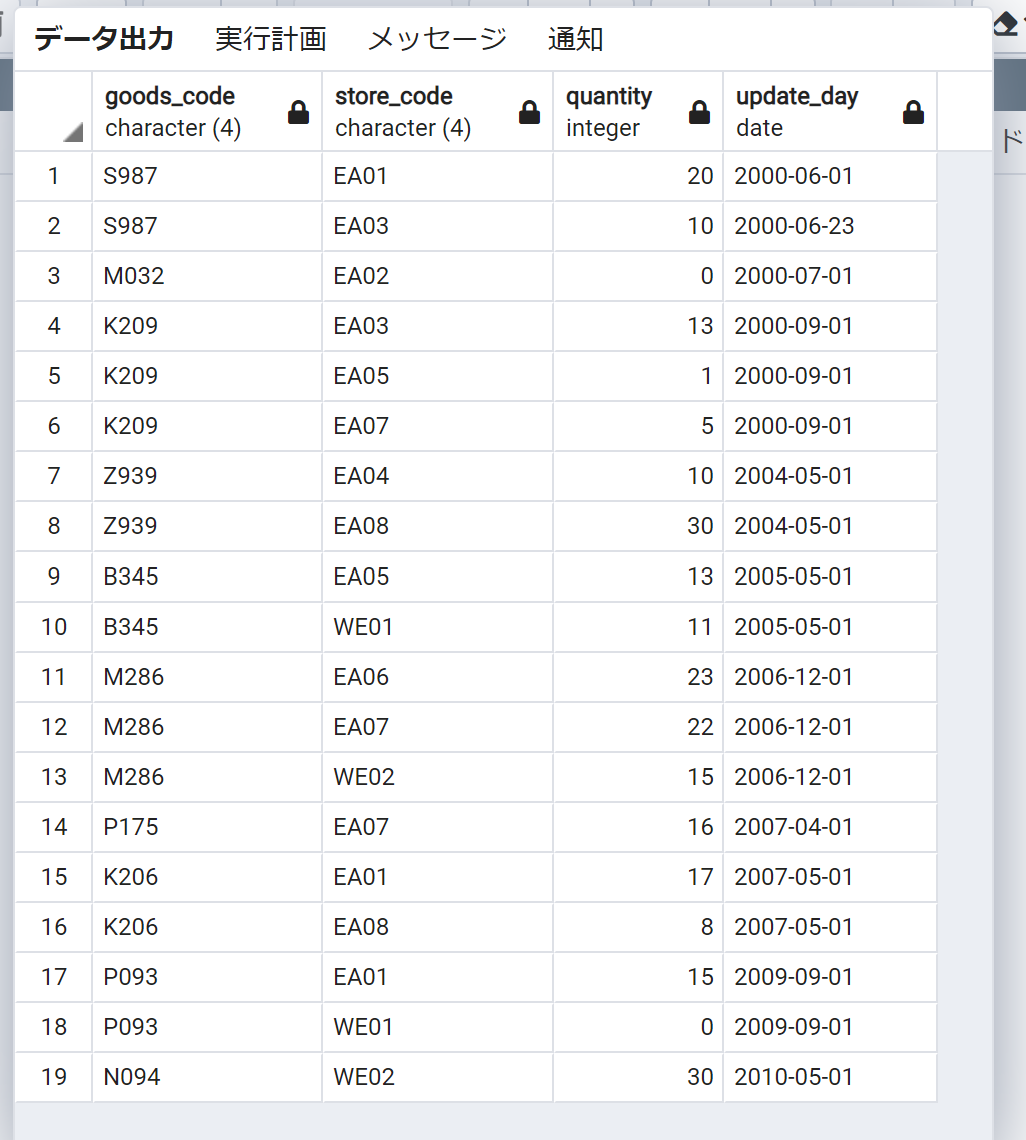 データ出力 実行計画 メッセージ 通知
goods_code store_code quantity update_day
character (4) character (4) integer date
1 S987 EA01 20 2000-06-01
2 S987 EA03 10 2000-06-23
3 M032 EA02 0 2000-07-01
4 K209 EA03 13 2000-09-01
5 K209 EA05 1 2000-09-01
6 K209 EA07 5 2000-09-01
7 Z939 EA04 10 2004-05-01
8 Z939 EA08 30 2004-05-01
9 B345 EA05 13 2005-05-01
10 B345 WE01 11 2005-05-01
11 M286 EA06 23 2006-12-01
12 M286 EA07 22 2006-12-01
13 M286 WE02 15 2006-12-01
14 P175 EA07 16 2007-04-01
15 K206 EA01 17 2007-05-01
16 K206 EA08 8 2007-05-01
17 P093 EA01 15 2009-09-01
18 P093 WE01 0 2009-09-01
19 N094 WE02 30 2010-05-01